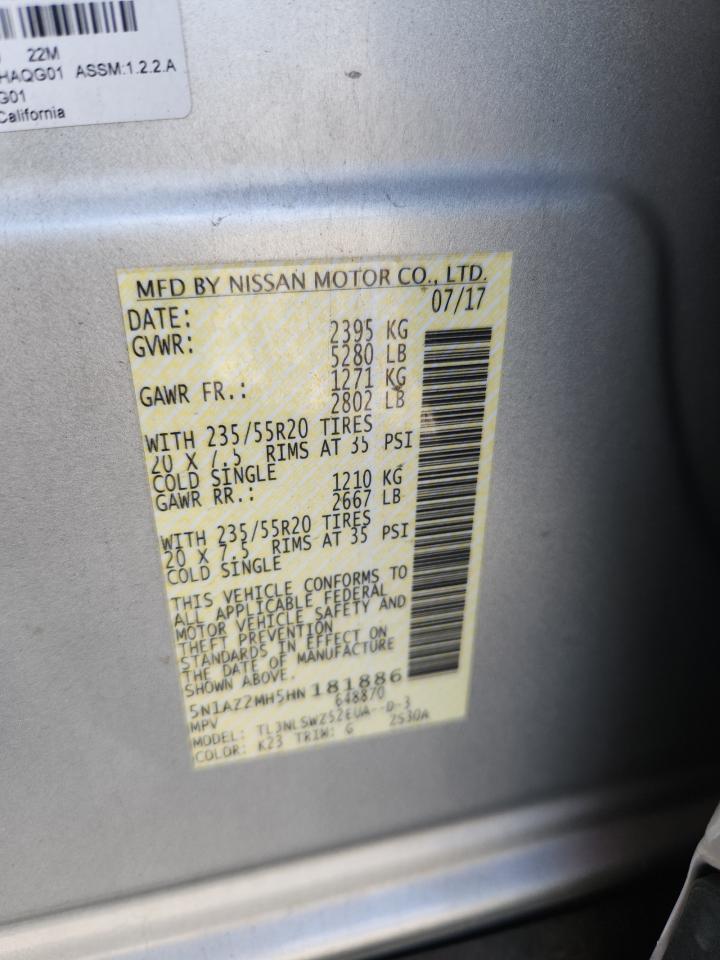 22M
HAQG01 ASSM:1.2.2.A
G01
California
MFD BY NISSAN MOTOR CO., LTD.
DATE: 07/17
GVWR: 2395 KG
5280 LB
GAWR FR.: 1271 KG
2802 LB
WITH 235/55R20 TIRES
20 X 7.5 RIMS AT 35 PSI
COLD SINGLE
GAWR RR.: 1210 KG
2667 LB
WITH 235/55R20 TIRES
20 X 7.5 RIMS AT 35 PSI
COLD SINGLE
THIS VEHICLE CONFORMS TO
ALL APPLICABLE FEDERAL
MOTOR VEHICLE SAFETY AND
THEFT PREVENTION
STANDARDS IN EFFECT ON
THE DATE OF MANUFACTURE
SHOWN ABOVE.
5N1AZ2MH5HN181886
MPV 648870
MODEL: TL3NLSWZ52EUA--D-3
COLOR: K23 TRIM: G 2S30A